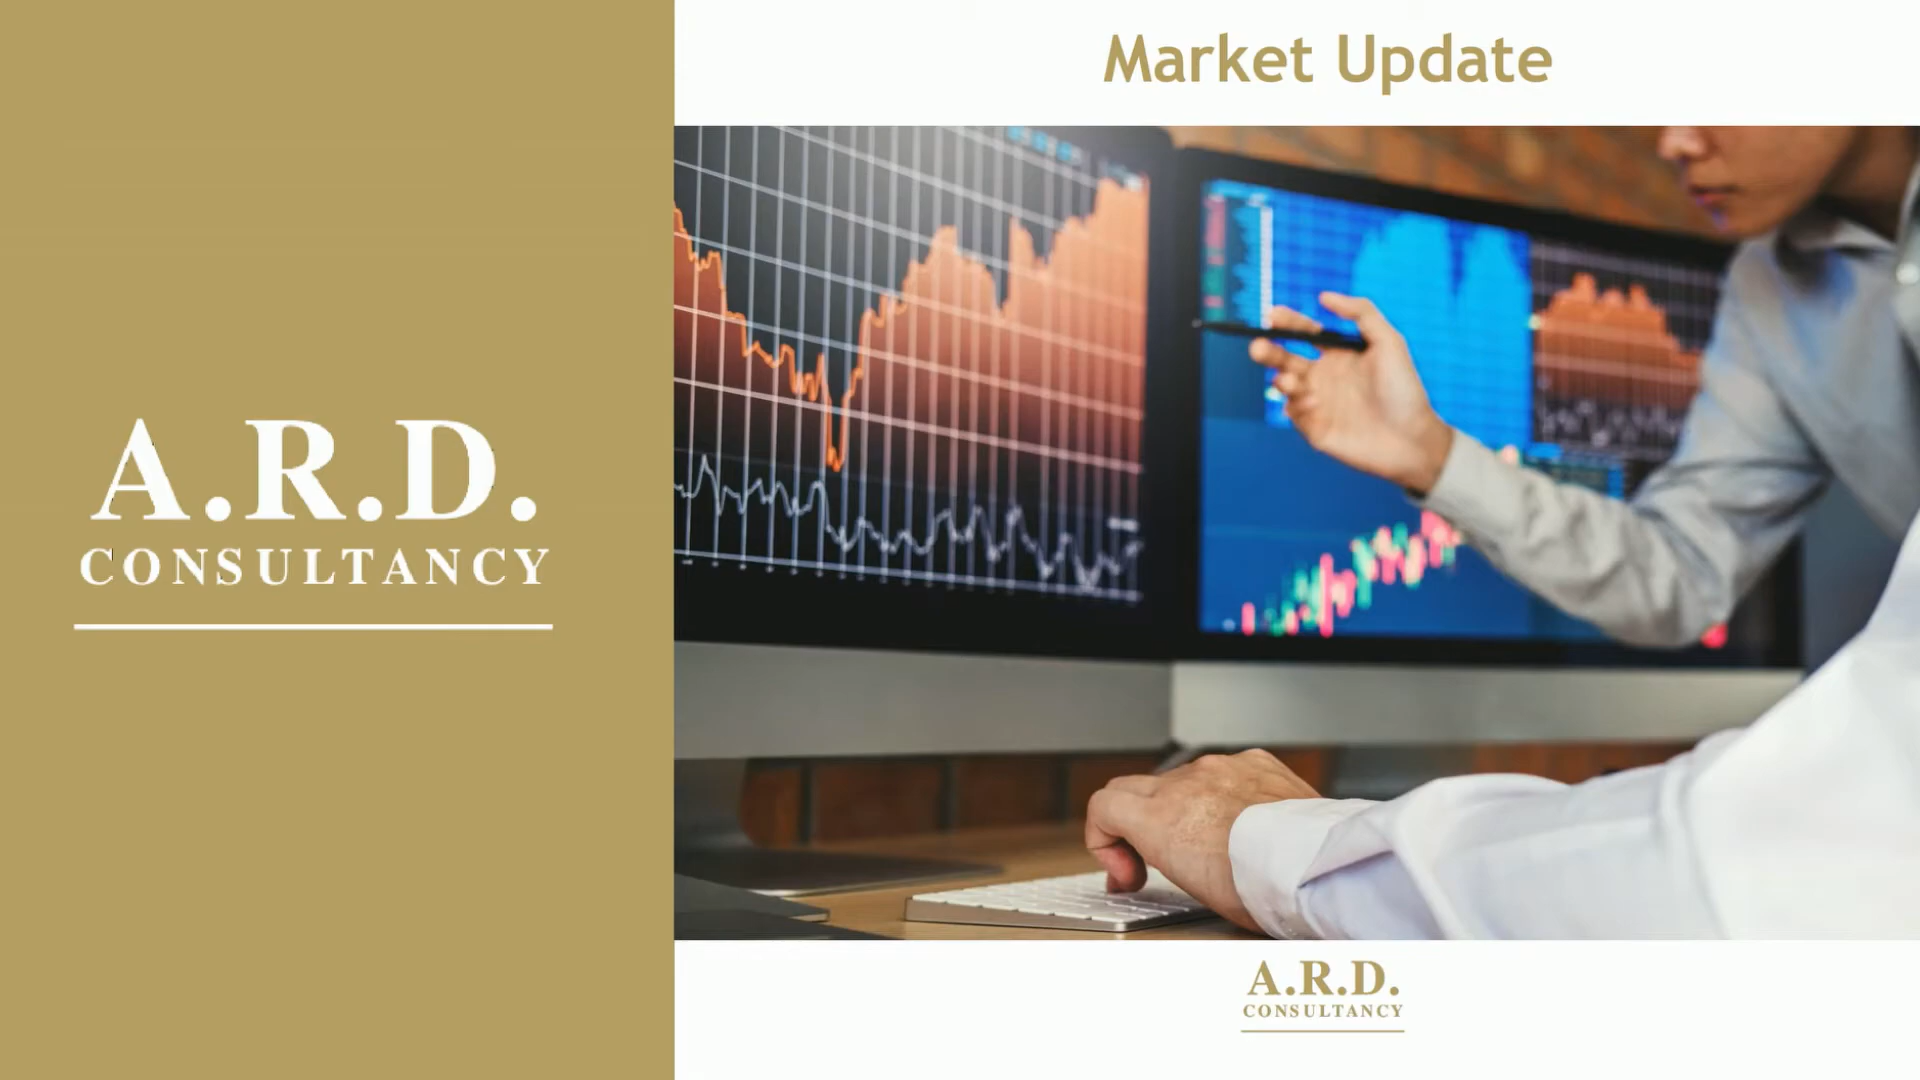 Market Update
A.R.D.
CONSULTANCY
A.R.D.
CONSULTANCY